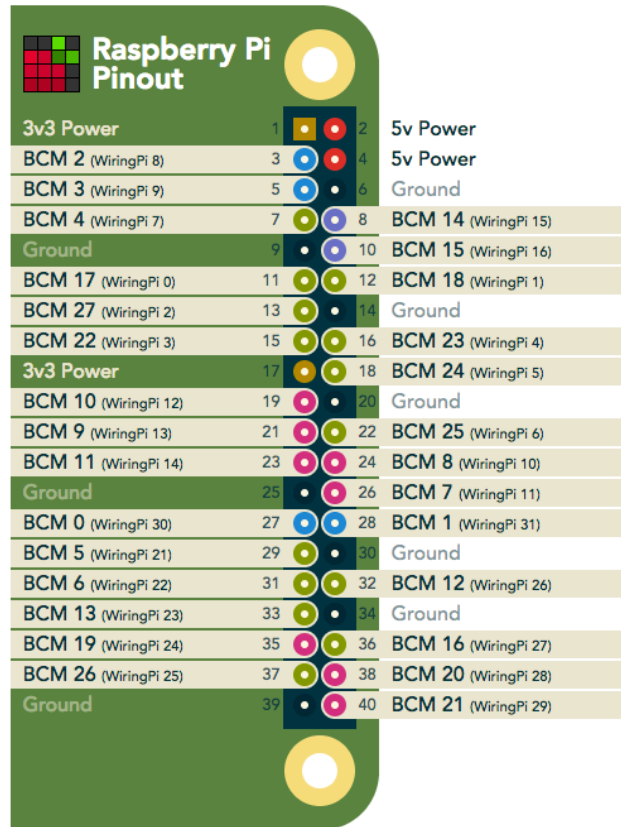 Raspberry Pi
Pinout
3v3 Power 1 2 5v Power
BCM 2 (WiringPi 8) 3 4 5v Power
BCM 3 (WiringPi 9) 5 6 Ground
BCM 4 (WiringPi 7) 7 8 BCM 14 (WiringPi 15)
Ground 9 10 BCM 15 (WiringPi 16)
BCM 17 (WiringPi 0) 11 12 BCM 18 (WiringPi 1)
BCM 27 (WiringPi 2) 13 14 Ground
BCM 22 (WiringPi 3) 15 16 BCM 23 (WiringPi 4)
3v3 Power 17 18 BCM 24 (WiringPi 5)
BCM 10 (WiringPi 12) 19 20 Ground
BCM 9 (WiringPi 13) 21 22 BCM 25 (WiringPi 6)
BCM 11 (WiringPi 14) 23 24 BCM 8 (WiringPi 10)
Ground 25 26 BCM 7 (WiringPi 11)
BCM 0 (WiringPi 30) 27 28 BCM 1 (WiringPi 31)
BCM 5 (WiringPi 21) 29 30 Ground
BCM 6 (WiringPi 22) 31 32 BCM 12 (WiringPi 26)
BCM 13 (WiringPi 23) 33 34 Ground
BCM 19 (WiringPi 24) 35 36 BCM 16 (WiringPi 27)
BCM 26 (WiringPi 25) 37 38 BCM 20 (WiringPi 28)
Ground 39 40 BCM 21 (WiringPi 29)